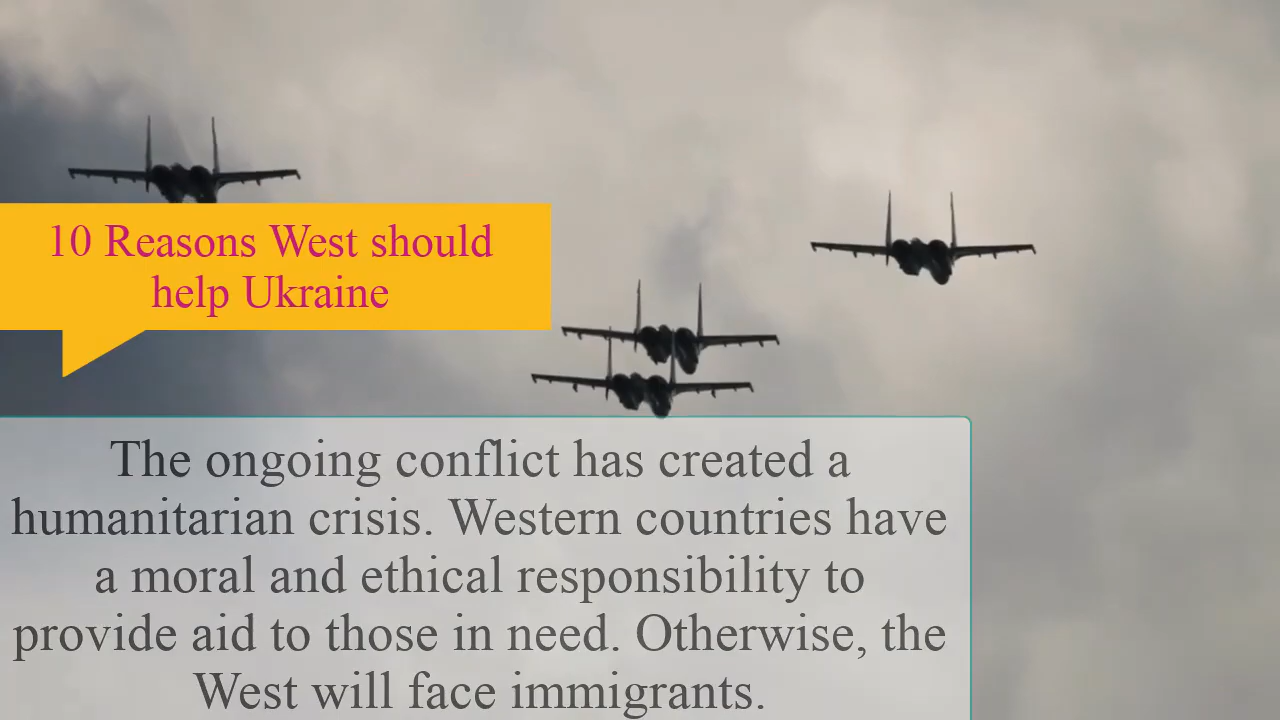 10 Reasons West should
help Ukraine
The ongoing conflict has created a
humanitarian crisis. Western countries have
a moral and ethical responsibility to
provide aid to those in need. Otherwise, the
West will face immigrants.